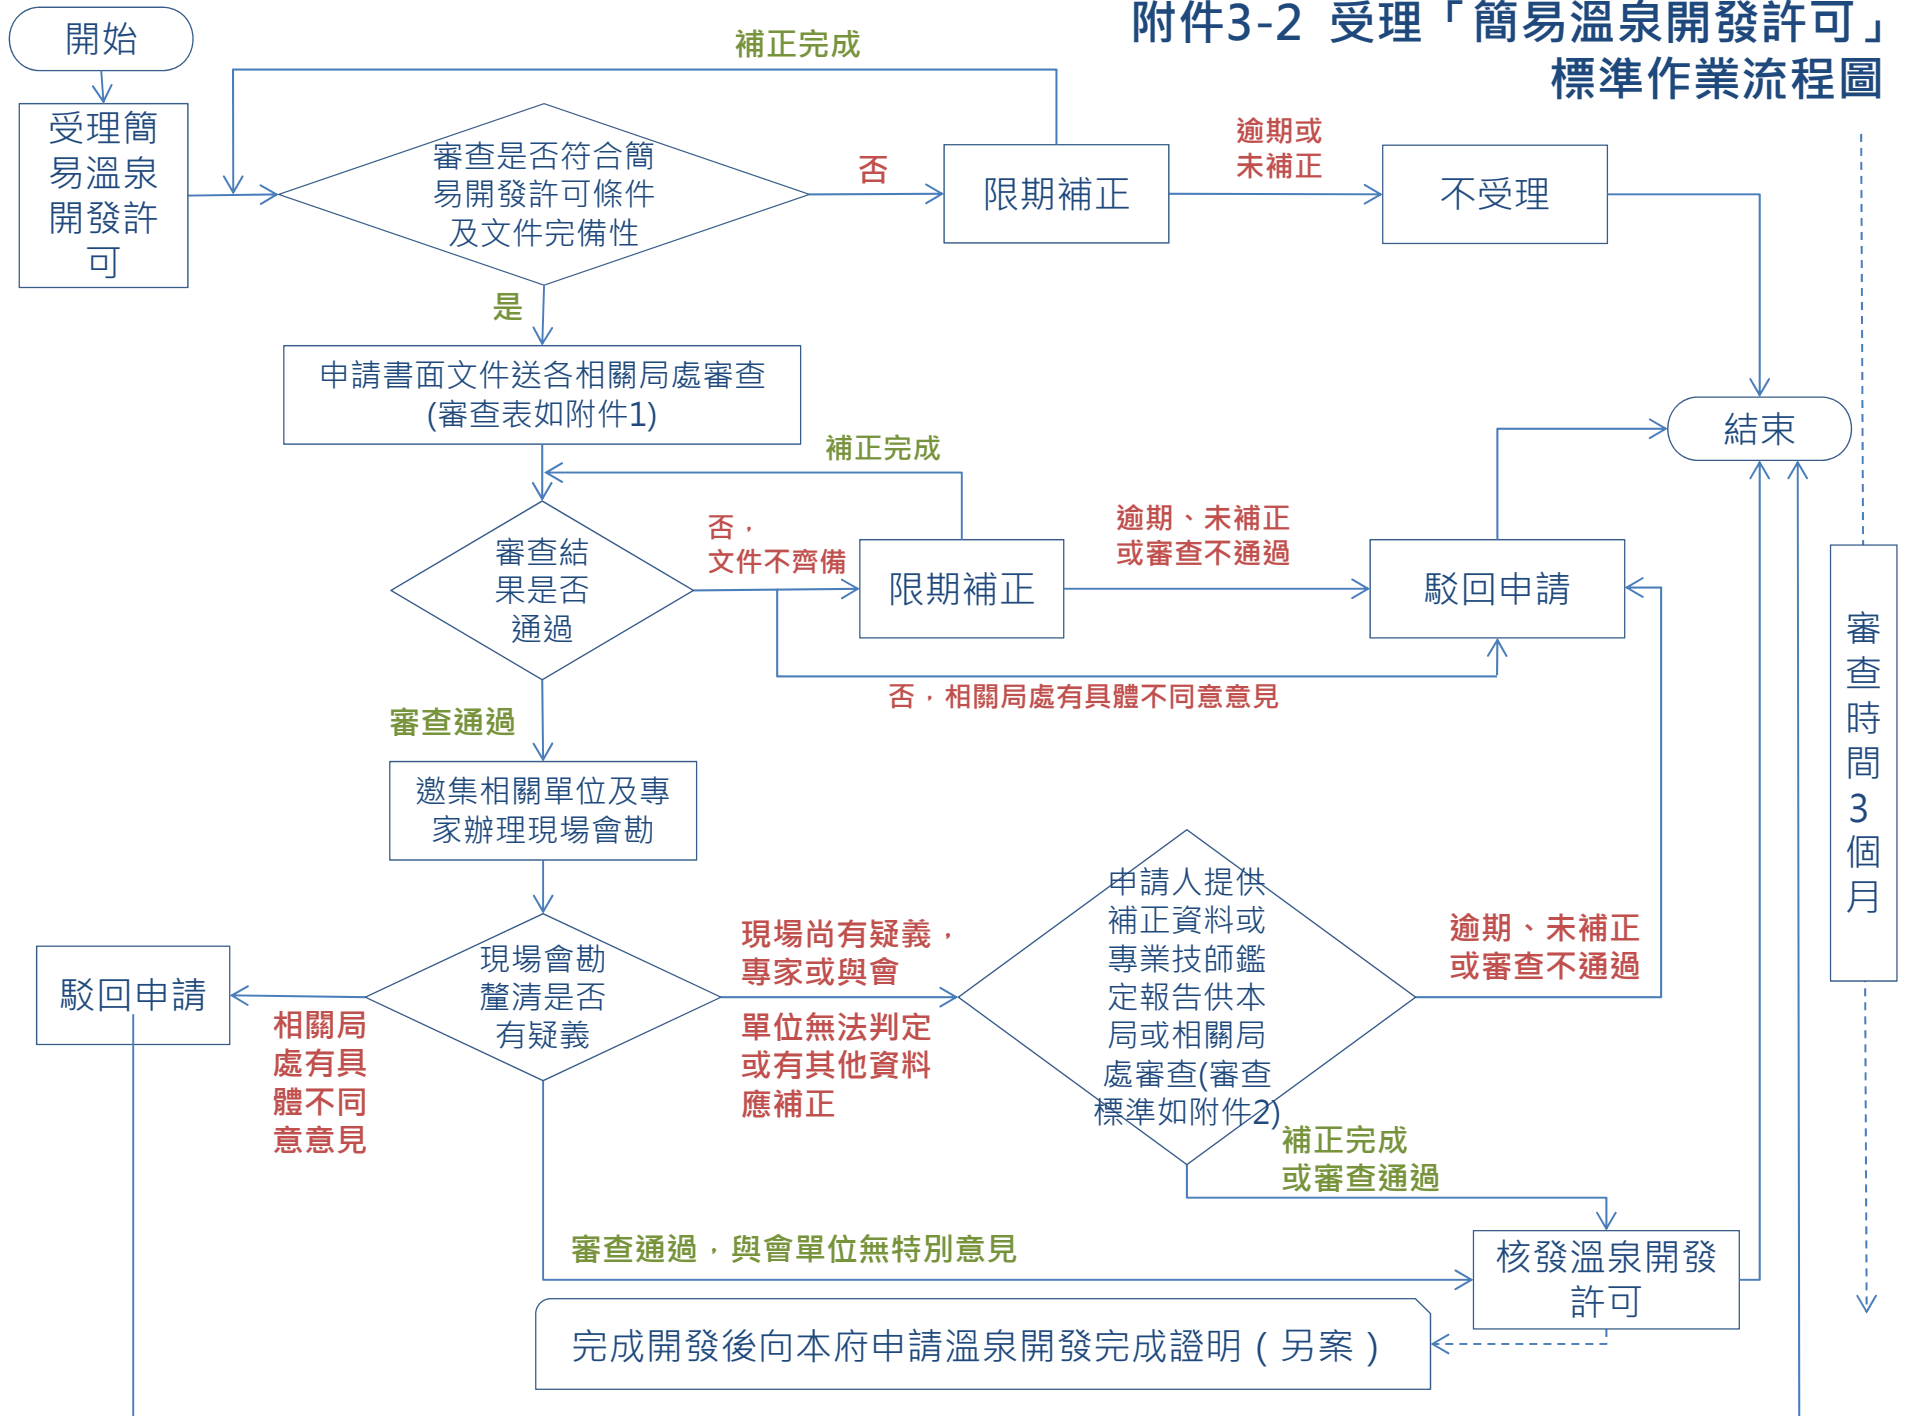 附件3-2 受理「簡易溫泉開發許可」
標準作業流程圖
開始
補正完成
受理簡
易溫泉
開發許
可
審查是否符合簡
易開發許可條件
及文件完備性
否
限期補正
逾期或
未補正
不受理
是
申請書面文件送各相關局處審查
(審查表如附件1)
結束
補正完成
審查結
果是否
通過
否，
文件不齊備
限期補正
逾期、未補正
或審查不通過
駁回申請
否，相關局處有具體不同意意見
審
查
時
間
3
個
月
審查通過
邀集相關單位及專
家辦理現場會勘
現場會勘
釐清是否
有疑義
駁回申請
相關局
處有具
體不同
意意見
現場尚有疑義，
專家或與會
單位無法判定
或有其他資料
應補正
申請人提供
補正資料或
專業技師鑑
定報告供本
局或相關局
處審查(審查
標準如附件2)
逾期、未補正
或審查不通過
補正完成
或審查通過
審查通過，與會單位無特別意見
核發溫泉開發
許可
完成開發後向本府申請溫泉開發完成證明（另案）